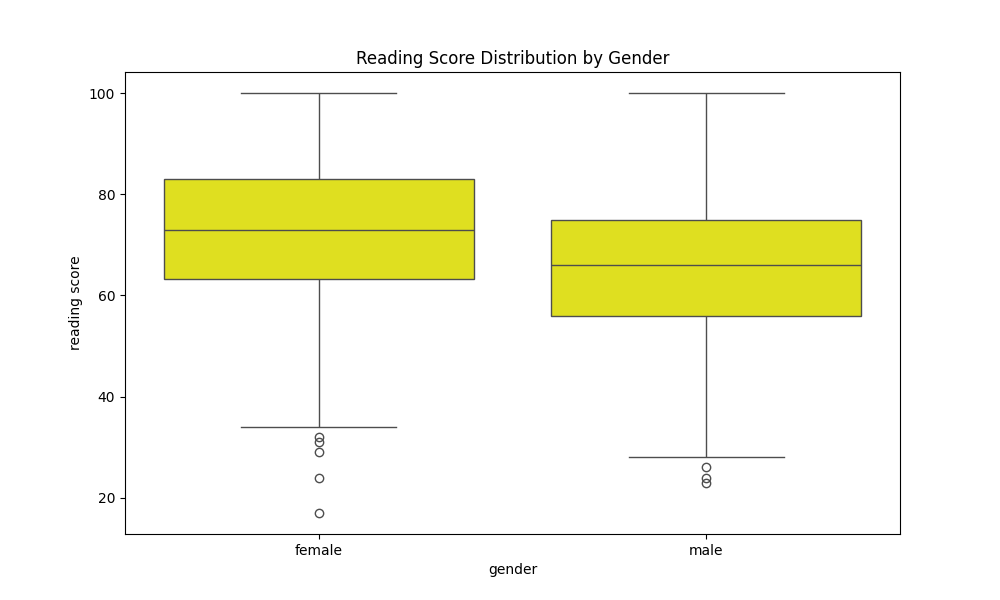 Reading Score Distribution by Gender
100
80
60
40
20
reading score
female
male
gender